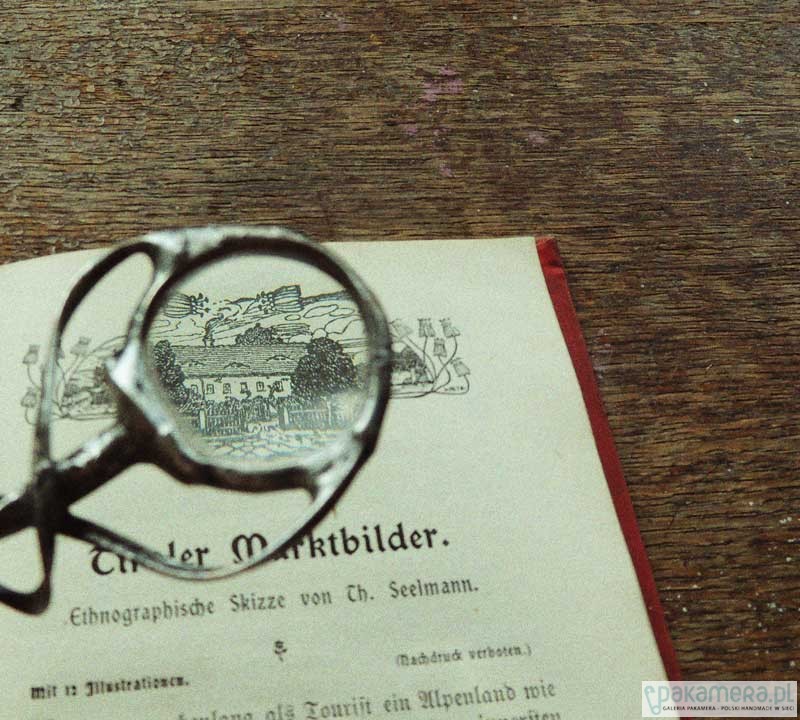 Tiroler Marktbilder.
Ethnographische Skizze von Th. Seelmann.
(Nachdruck verboten.)
Mit 12 Illustrationen.
als Tourist ein Alpenland wie
pakamera.pl
GALERIA PAKAMERA - POLSKI HANDMADE W SIECI